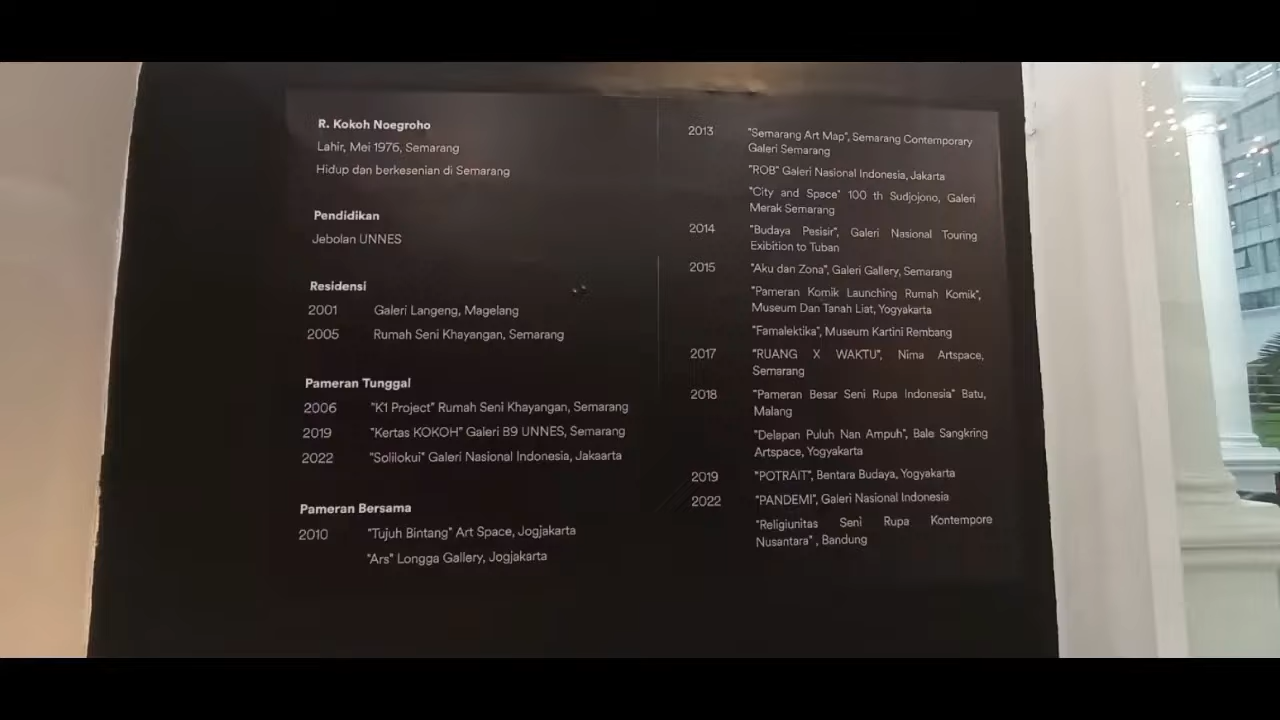 R. Kokoh Noegroho
Lahir, Mei 1976, Semarang
Hidup dan berkesenian di Semarang
Pendidikan
Jebolan UNNES
Residensi
2001 Galeri Langeng, Magelang
2005 Rumah Seni Khayangan, Semarang
Pameran Tunggal
2006 "K1 Project" Rumah Seni Khayangan, Semarang
2019 "Kertas KOKOH" Galeri B9 UNNES, Semarang
2022 "Solilokui" Galeri Nasional Indonesia, Jakaarta
Pameran Bersama
2010 "Tujuh Bintang" Art Space, Jogjakarta
"Ars" Longga Gallery, Jogjakarta
2013 "Semarang Art Map", Semarang Contemporary
Galeri Semarang
"ROB" Galeri Nasional Indonesia, Jakarta
"City and Space" 100 th Sudjojono, Galeri
Merak Semarang
2014 "Budaya Pesisir", Galeri Nasional Touring
Exibition to Tuban
2015 "Aku dan Zona", Galeri Gallery, Semarang
"Pameran Komik Launching Rumah Komik",
Museum Dan Tanah Liat, Yogyakarta
"Famalektika", Museum Kartini Rembang
2017 "RUANG X WAKTU", Nima Artspace,
Semarang
2018 "Pameran Besar Seni Rupa Indonesia" Batu,
Malang
"Delapan Puluh Nan Ampuh", Bale Sangkring
Artspace, Yogyakarta
2019 "POTRAIT", Bentara Budaya, Yogyakarta
2022 "PANDEMI", Galeri Nasional Indonesia
"Religiunitas Seni Rupa Kontempore
Nusantara" , Bandung